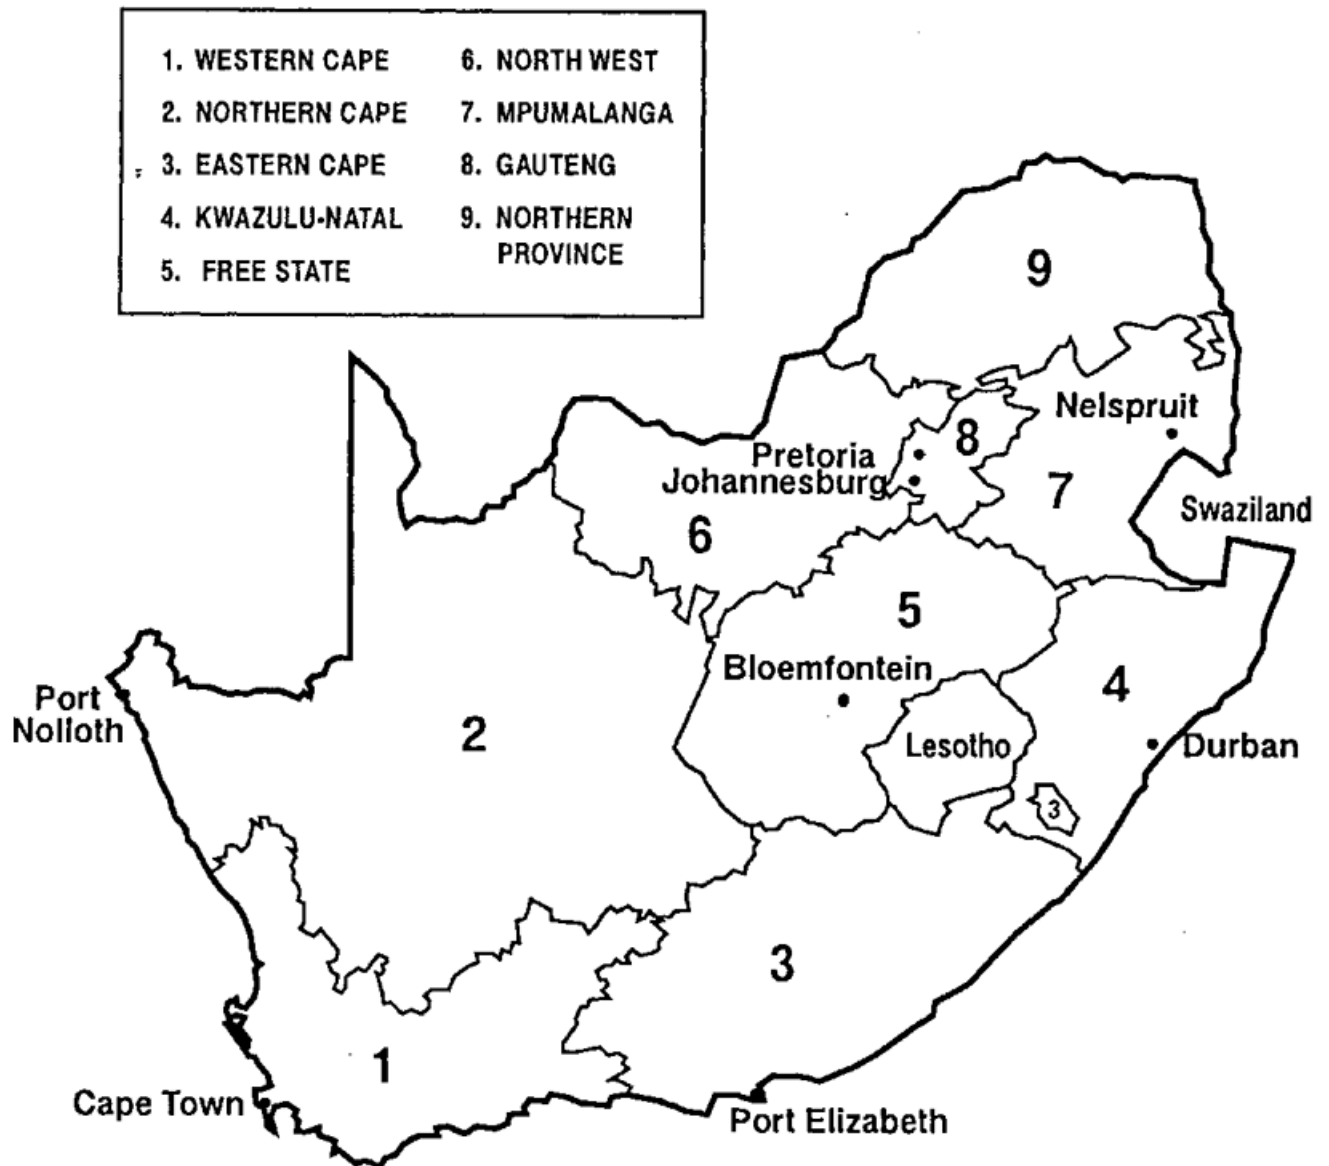 1. WESTERN CAPE
2. NORTHERN CAPE
3. EASTERN CAPE
4. KWAZULU-NATAL
5. FREE STATE
6. NORTH WEST
7. MPUMALANGA
8. GAUTENG
9. NORTHERN
PROVINCE
9
Nelspruit
8
Pretoria
Johannesburg
7
Swaziland
6
5
Bloemfontein
4
Port
Nolloth
2
Lesotho
Durban
3
3
1
Cape Town
Port Elizabeth